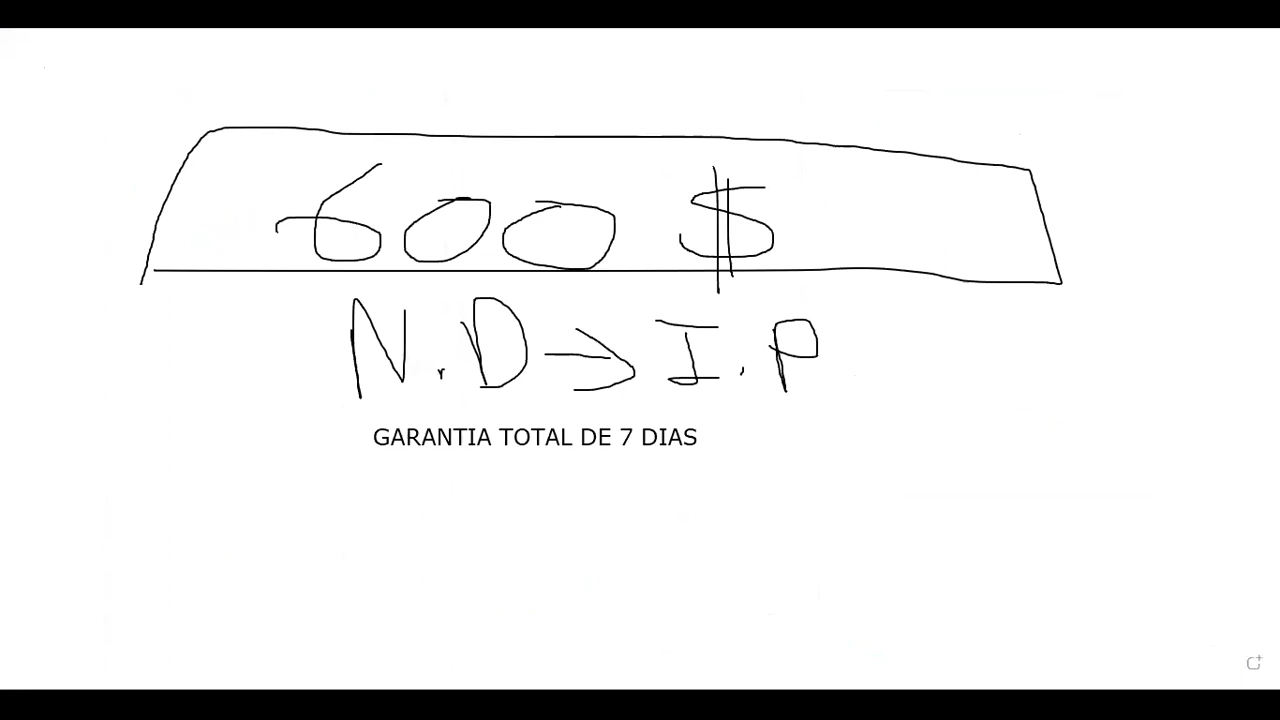 600 $
N.D → I.P
GARANTIA TOTAL DE 7 DIAS